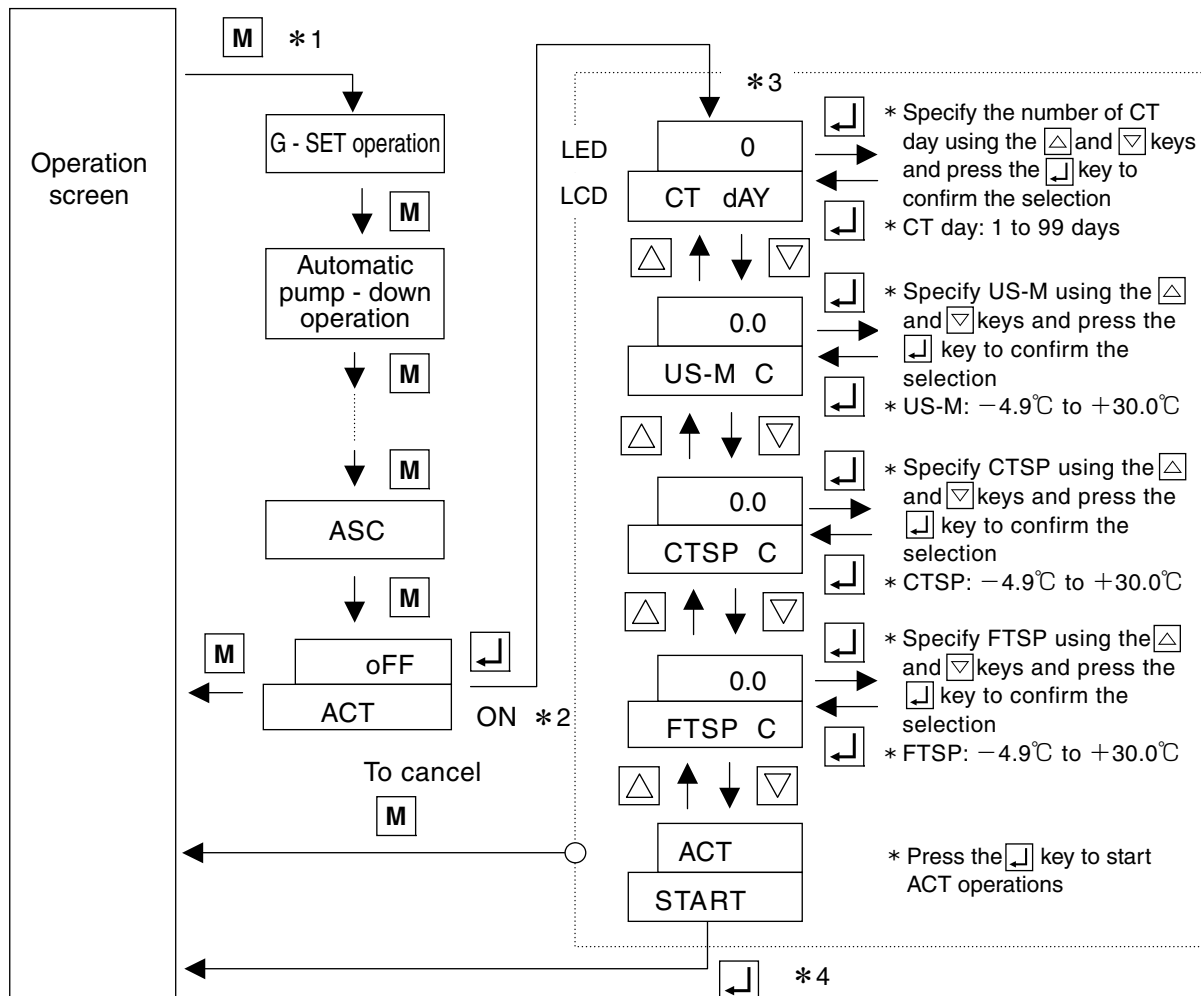 Operation
screen
M *1
G - SET operation
M
Automatic
pump - down
operation
M
M
ASC
M
M
oFF
ACT
ON *2
To cancel
M
*3
LED
0
LCD
CT dAY
* Specify the number of CT
day using the △ and ▽ keys
and press the ↵ key to
confirm the selection
* CT day: 1 to 99 days
0.0
US-M C
* Specify US-M using the △
and ▽ keys and press the
↵ key to confirm the
selection
* US-M: −4.9℃ to +30.0℃
0.0
CTSP C
* Specify CTSP using the △
and ▽ keys and press the
↵ key to confirm the
selection
* CTSP: −4.9℃ to +30.0℃
0.0
FTSP C
* Specify FTSP using the △
and ▽ keys and press the
↵ key to confirm the
selection
* FTSP: −4.9℃ to +30.0℃
ACT
START
* Press the ↵ key to start
ACT operations
*4